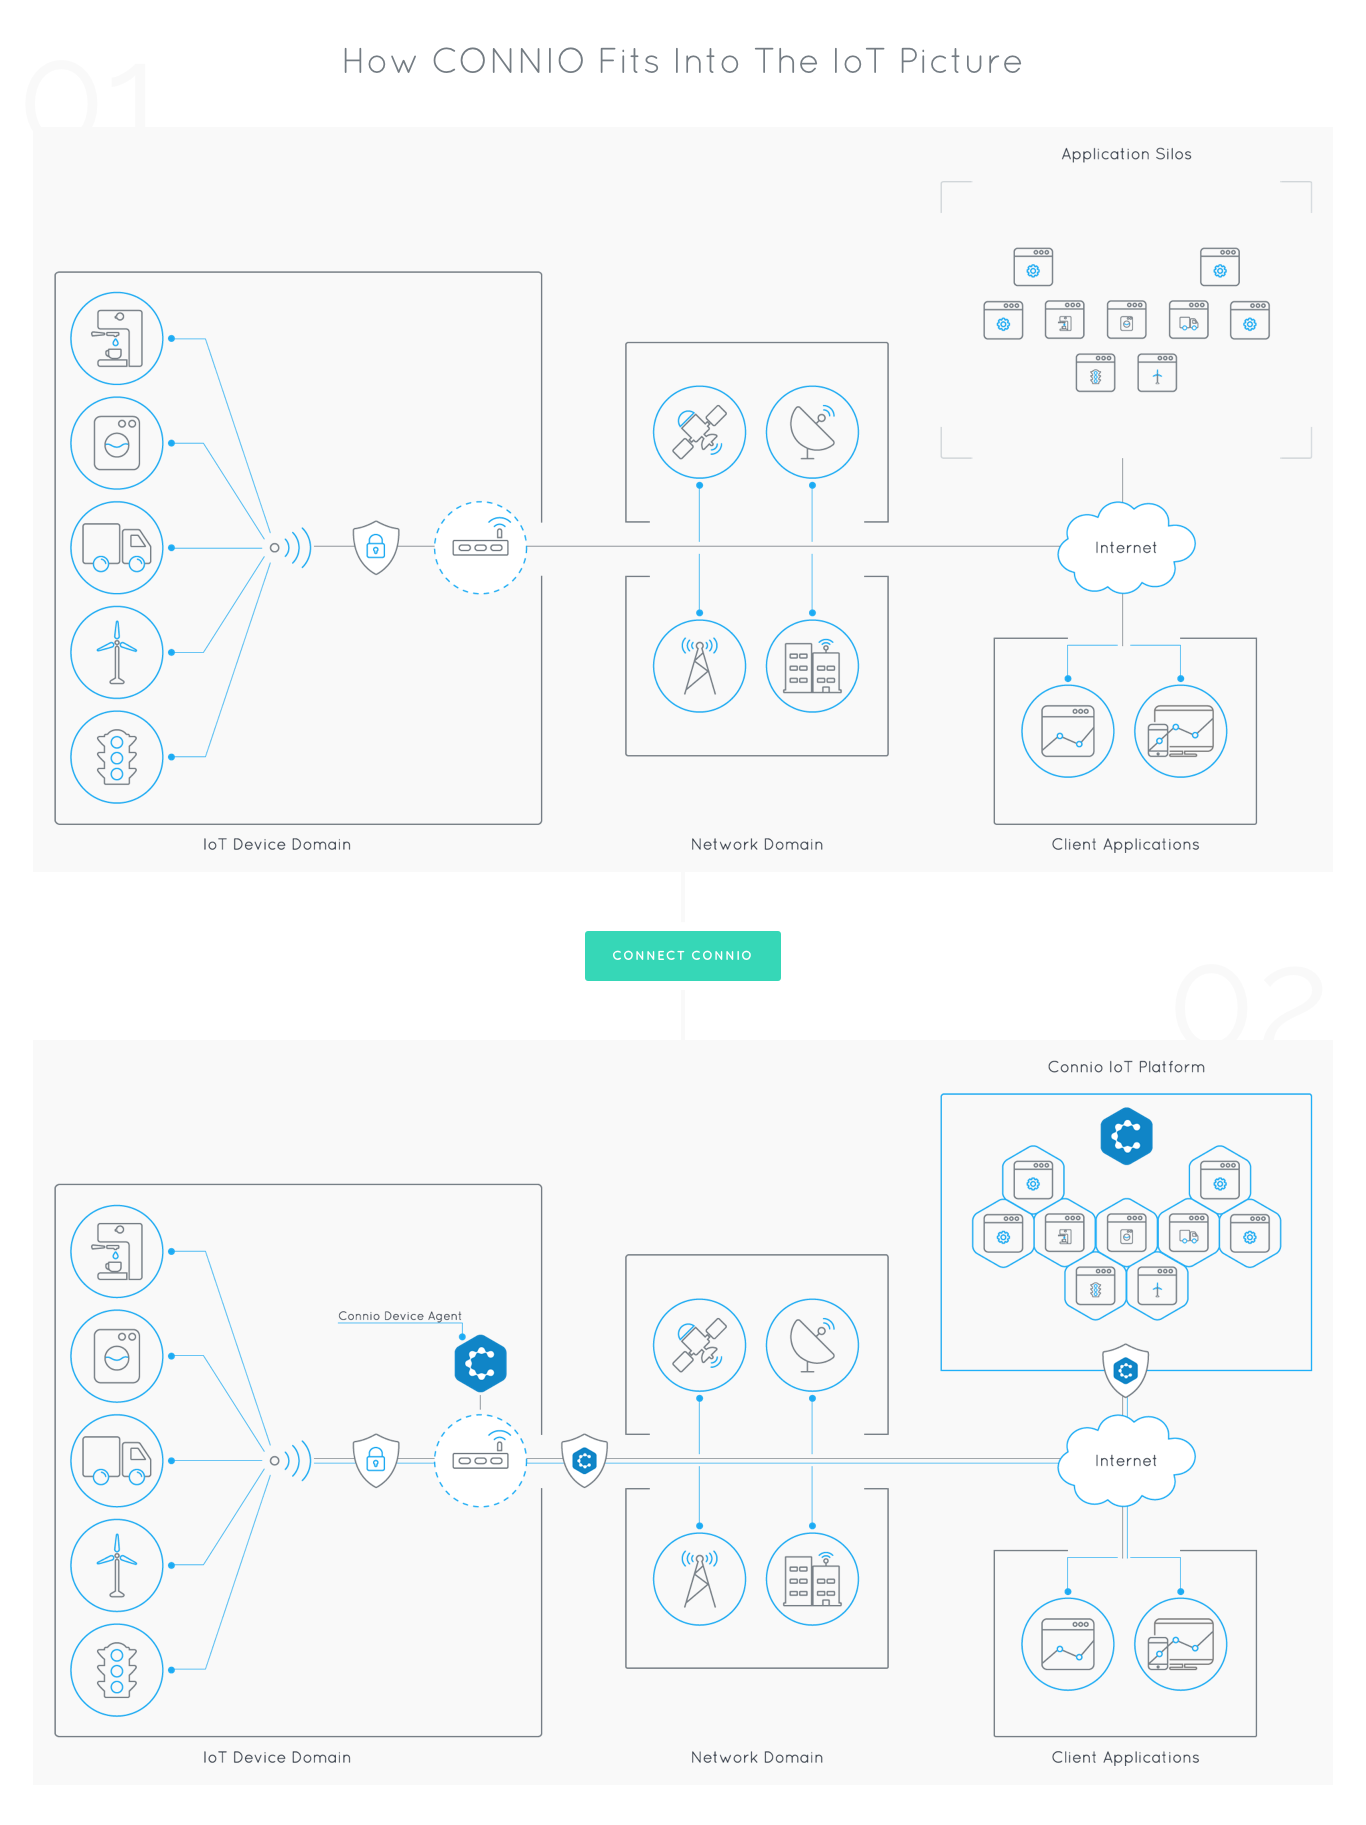 How CONNIO Fits Into The IoT Picture
01
Application Silos
Internet
IoT Device Domain
Network Domain
Client Applications
CONNECT CONNIO
02
Connio IoT Platform
Connio Device Agent
Internet
IoT Device Domain
Network Domain
Client Applications